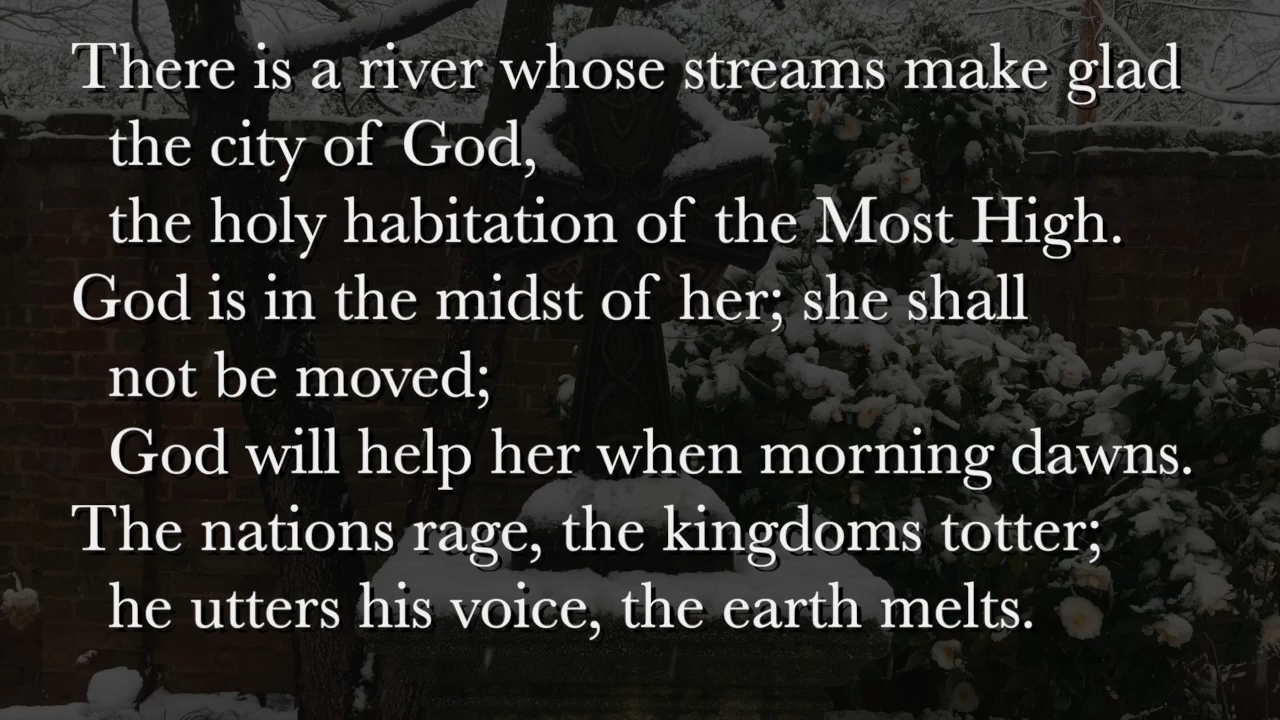 There is a river whose streams make glad
the city of God,
the holy habitation of the Most High.
God is in the midst of her; she shall
not be moved;
God will help her when morning dawns.
The nations rage, the kingdoms totter;
he utters his voice, the earth melts.